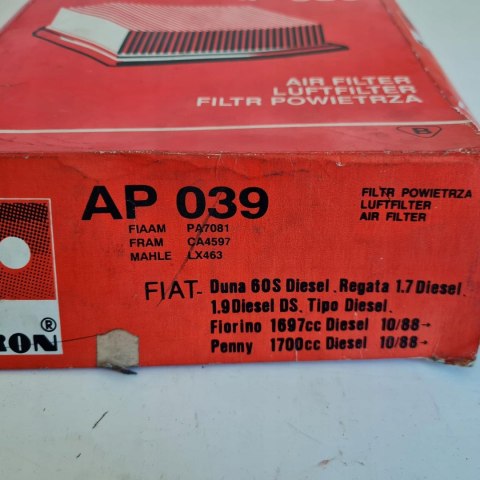 AIR FILTER
LUFTFILTER
FILTR POWIETRZA
B
AP 039
FIAAM PA7081
FRAM CA4597
MAHLE LX463
FILTR POWIETRZA
LUFTFILTER
AIR FILTER
FIAT- Duna 60S Diesel, Regata 1.7 Diesel,
1.9Diesel DS, Tipo Diesel,
Fiorino 1697cc Diesel 10/88→
Penny 1700cc Diesel 10/88→
RON®